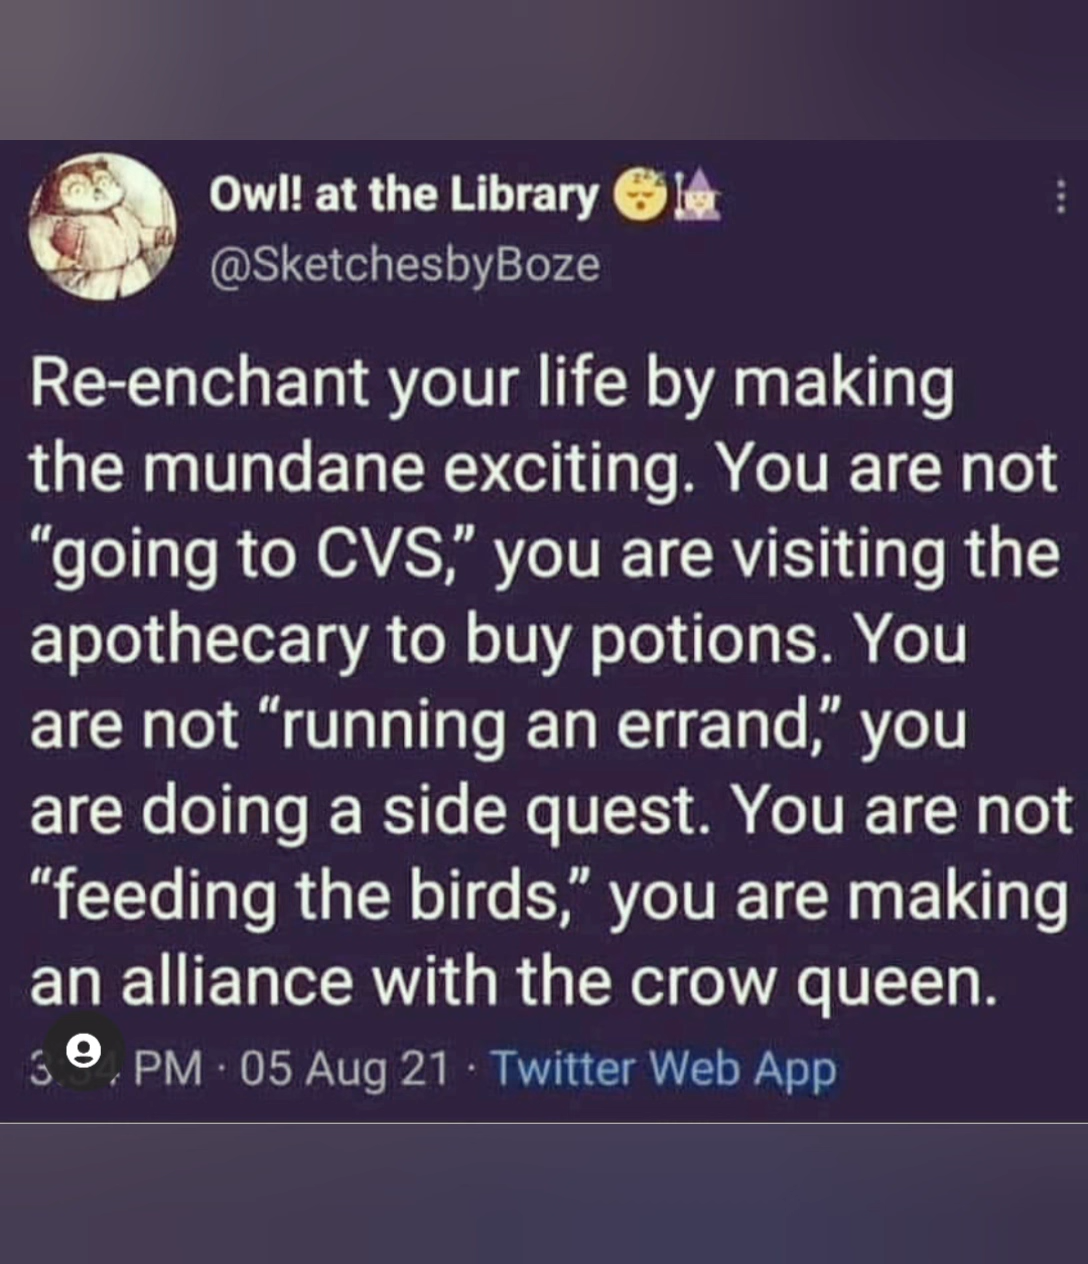 Owl! at the Library 😴🧙
@SketchesbyBoze
Re-enchant your life by making
the mundane exciting. You are not
“going to CVS,” you are visiting the
apothecary to buy potions. You
are not “running an errand,” you
are doing a side quest. You are not
“feeding the birds,” you are making
an alliance with the crow queen.
PM · 05 Aug 21 · Twitter Web App